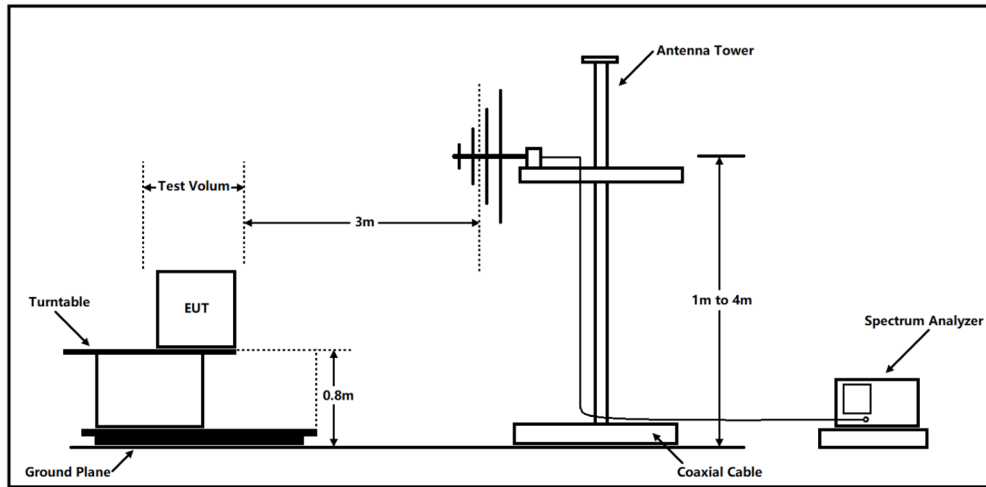 Antenna Tower
Test Volum
3m
EUT
Turntable
1m to 4m
Spectrum Analyzer
0.8m
Ground Plane
Coaxial Cable